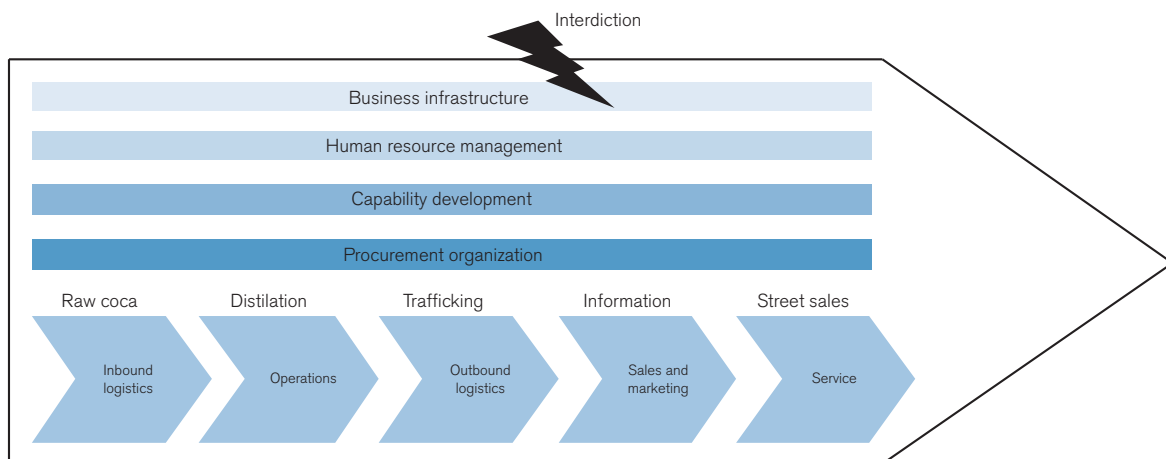 Interdiction
Business infrastructure
Human resource management
Capability development
Procurement organization
Raw coca
Distilation
Trafficking
Information
Street sales
Inbound
logistics
Operations
Outbound
logistics
Sales and
marketing
Service